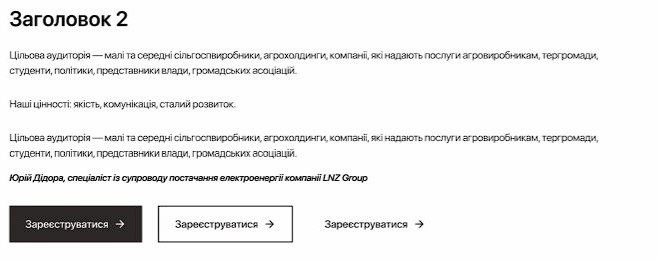 Заголовок 2
Цільова аудиторія — малі та середні сільгоспвиробники, агрохолдинги, компанії, які надають послуги агровиробникам, тергромади,
студенти, політики, представники влади, громадських асоціацій.
Наші цінності: якість, комунікація, сталий розвиток.
Цільова аудиторія — малі та середні сільгоспвиробники, агрохолдинги, компанії, які надають послуги агровиробникам, тергромади,
студенти, політики, представники влади, громадських асоціацій.
Юрій Дідора, спеціаліст із супроводу постачання електроенергії компанії LNZ Group
Зареєструватися → Зареєструватися → Зареєструватися →